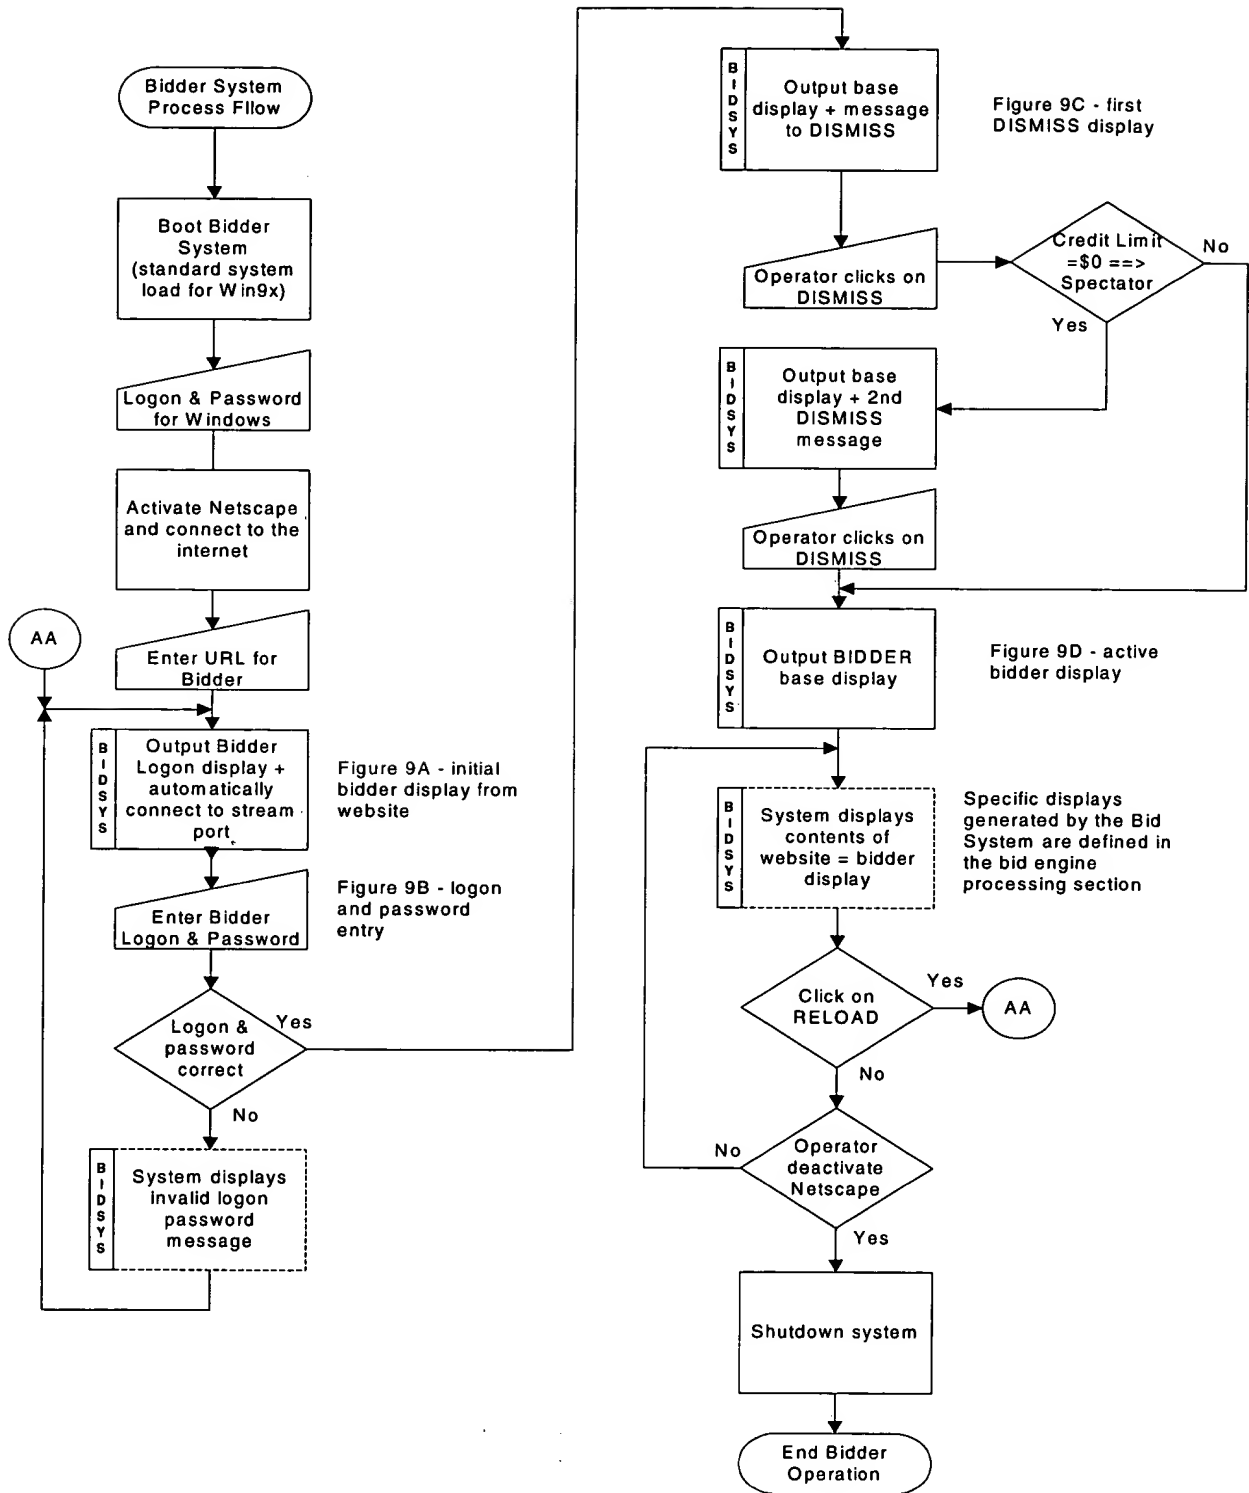 Bidder System
Process Fllow
Boot Bidder
System
(standard system
load for Win9x)
Logon & Password
for Windows
Activate Netscape
and connect to the
internet
AA
Enter URL for
Bidder
BIDSYS
Output Bidder
Logon display +
automatically
connect to stream
port
Figure 9A - initial
bidder display from
website
Enter Bidder
Logon & Password
Figure 9B - logon
and password
entry
Logon &
password
correct
Yes
No
BIDSYS
System displays
invalid logon
password
message
BIDSYS
Output base
display + message
to DISMISS
Figure 9C - first
DISMISS display
Operator clicks on
DISMISS
Credit Limit
=$0 ==>
Spectator
No
Yes
BIDSYS
Output base
display + 2nd
DISMISS
message
Operator clicks on
DISMISS
BIDSYS
Output BIDDER
base display
Figure 9D - active
bidder display
BIDSYS
System displays
contents of
website = bidder
display
Specific displays
generated by the Bid
System are defined in
the bid engine
processing section
Click on
RELOAD
Yes
AA
No
Operator
deactivate
Netscape
No
Yes
Shutdown system
End Bidder
Operation